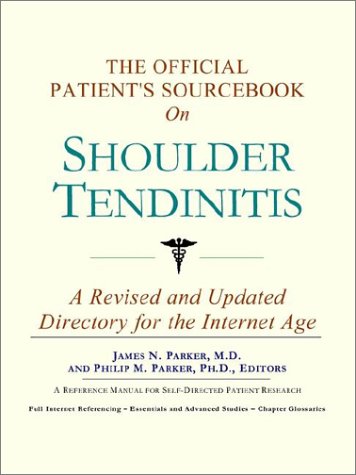 THE OFFICIAL
PATIENT'S SOURCEBOOK
On
SHOULDER
TENDINITIS
A Revised and Updated
Directory for the Internet Age
JAMES N. PARKER, M.D.
AND PHILIP M. PARKER, PH.D., EDITORS
A REFERENCE MANUAL FOR SELF-DIRECTED PATIENT RESEARCH
Full Internet Referencing – Essentials and Advanced Studies – Chapter Glossaries